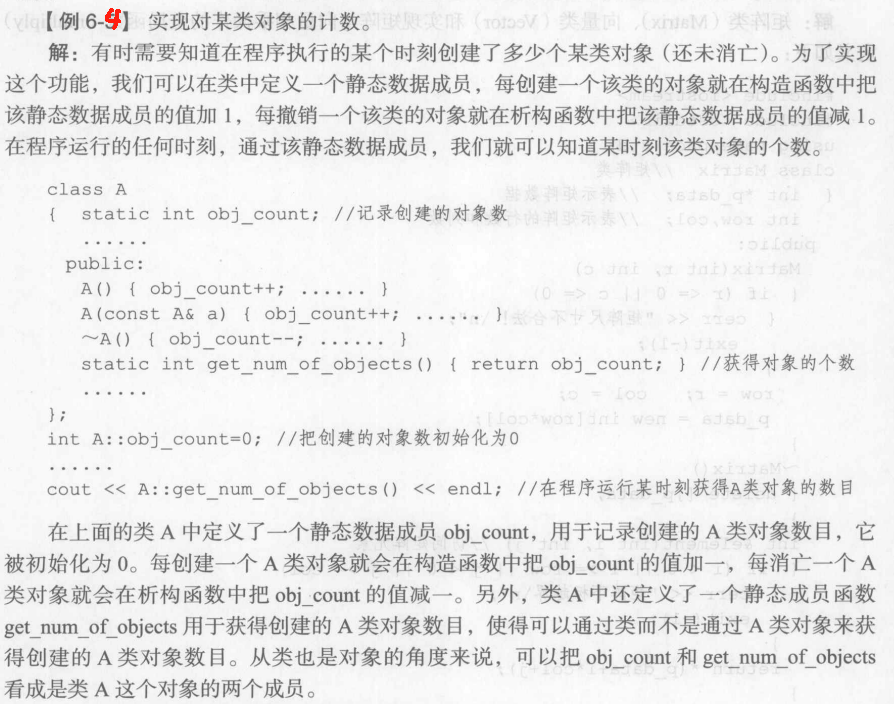 【例 6-4】 实现对某类对象的计数。
解：有时需要知道在程序执行的某个时刻创建了多少个某类对象（还未消亡）。为了实现
这个功能，我们可以在类中定义一个静态数据成员，每创建一个该类的对象就在构造函数中把
该静态数据成员的值加 1，每撤销一个该类的对象就在析构函数中把该静态数据成员的值减 1。
在程序运行的任何时刻，通过该静态数据成员，我们就可以知道某时刻该类对象的个数。
class A
{ static int obj_count; //记录创建的对象数
......
public:
A() { obj_count++; ...... }
A(const A& a) { obj_count++; ...... }
~A() { obj_count--; ...... }
static int get_num_of_objects() { return obj_count; } //获得对象的个数
......
};
int A::obj_count=0; //把创建的对象数初始化为0
......
cout << A::get_num_of_objects() << endl; //在程序运行某时刻获得A类对象的数目
在上面的类 A 中定义了一个静态数据成员 obj_count，用于记录创建的 A 类对象数目，它
被初始化为 0。每创建一个 A 类对象就会在构造函数中把 obj_count 的值加一，每消亡一个 A
类对象就会在析构函数中把 obj_count 的值减一。另外，类 A 中还定义了一个静态成员函数
get_num_of_objects 用于获得创建的 A 类对象数目，使得可以通过类而不是通过 A 类对象来获
得创建的 A 类对象数目。从类也是对象的角度来说，可以把 obj_count 和 get_num_of_objects
看成是类 A 这个对象的两个成员。